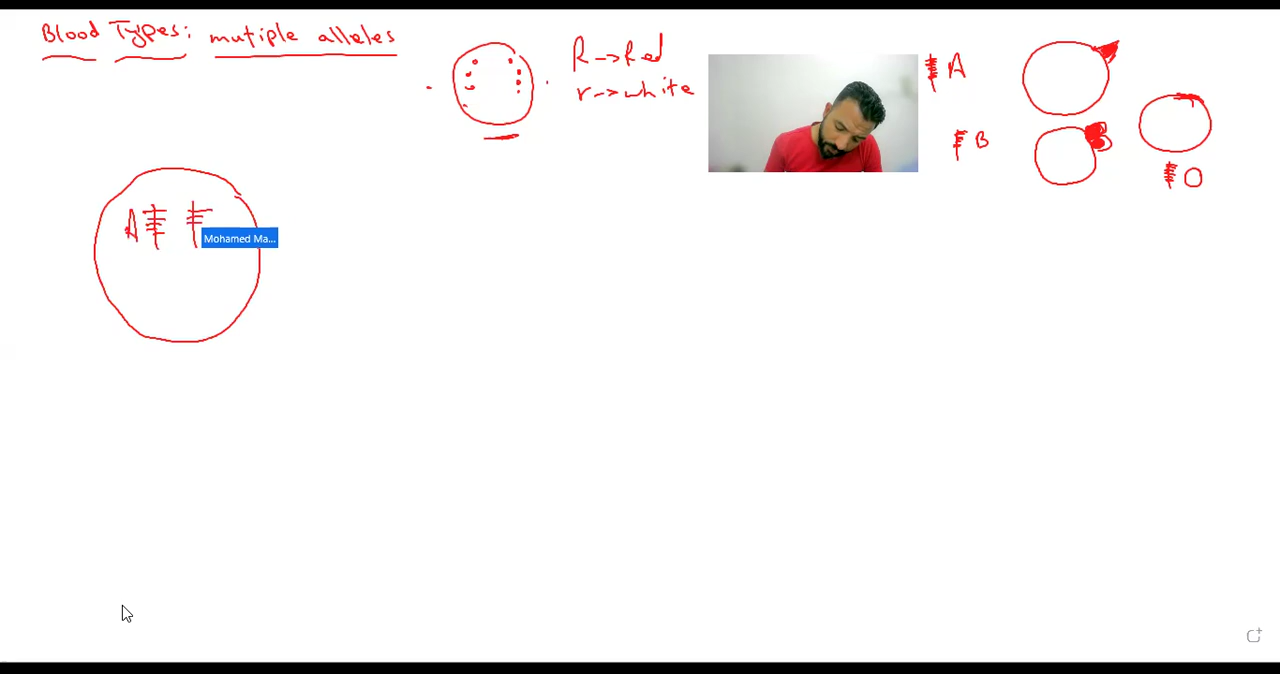 Blood Types: mutiple alleles
R → Red
r → white
A
B
O
A
Mohamed Ma...